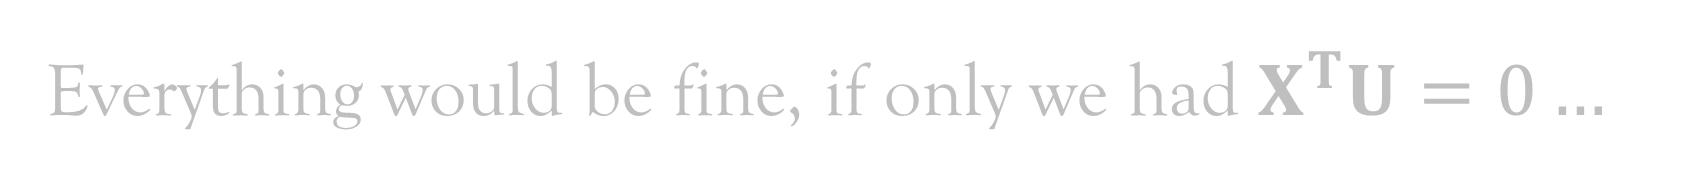 Everything would be fine, if only we had XᵀU = 0 ...